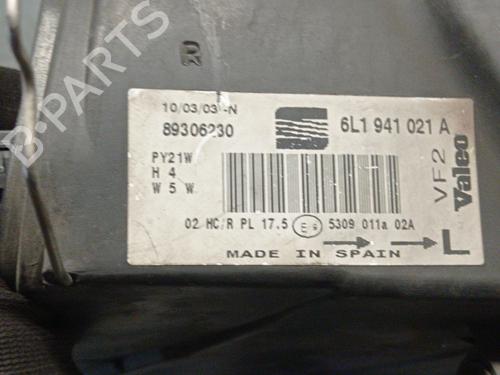 B-PARTS
R
10/03/03 -N
89306230
6L1 941 021 A
PY21W
H 4
W 5 W
VF2
Valeo
02 HC/R PL 17.5 E9 5309 011a 02A
MADE IN SPAIN
L